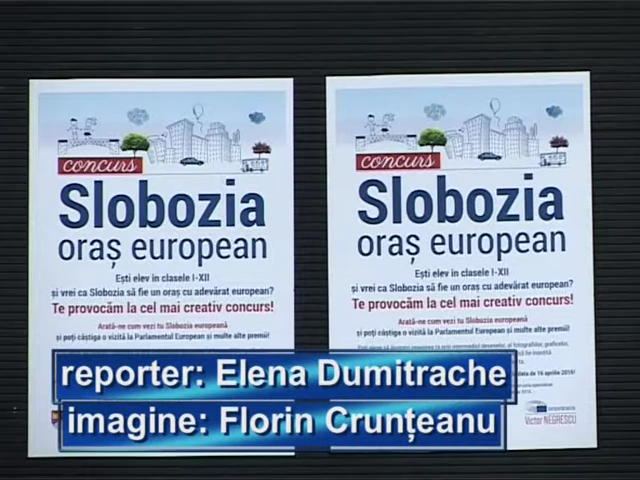 concurs
Slobozia
oraș european
Ești elev în clasele I-XII
și vrei ca Slobozia să fie un oraș cu adevărat european?
Te provocăm la cel mai creativ concurs!
Arată-ne cum vezi tu Slobozia europeană
și poți câștiga o vizită la Parlamentul European și multe alte premii!
concurs
Slobozia
oraș european
Ești elev în clasele I-XII
și vrei ca Slobozia să fie un oraș cu adevărat european?
Te provocăm la cel mai creativ concurs!
Arată-ne cum vezi tu Slobozia europeană
și poți câștiga o vizită la Parlamentul European și multe alte premii!
data de 16 aprilie 2016!
Victor NEGRESCU
reporter: Elena Dumitrache
imagine: Florin Crunțeanu